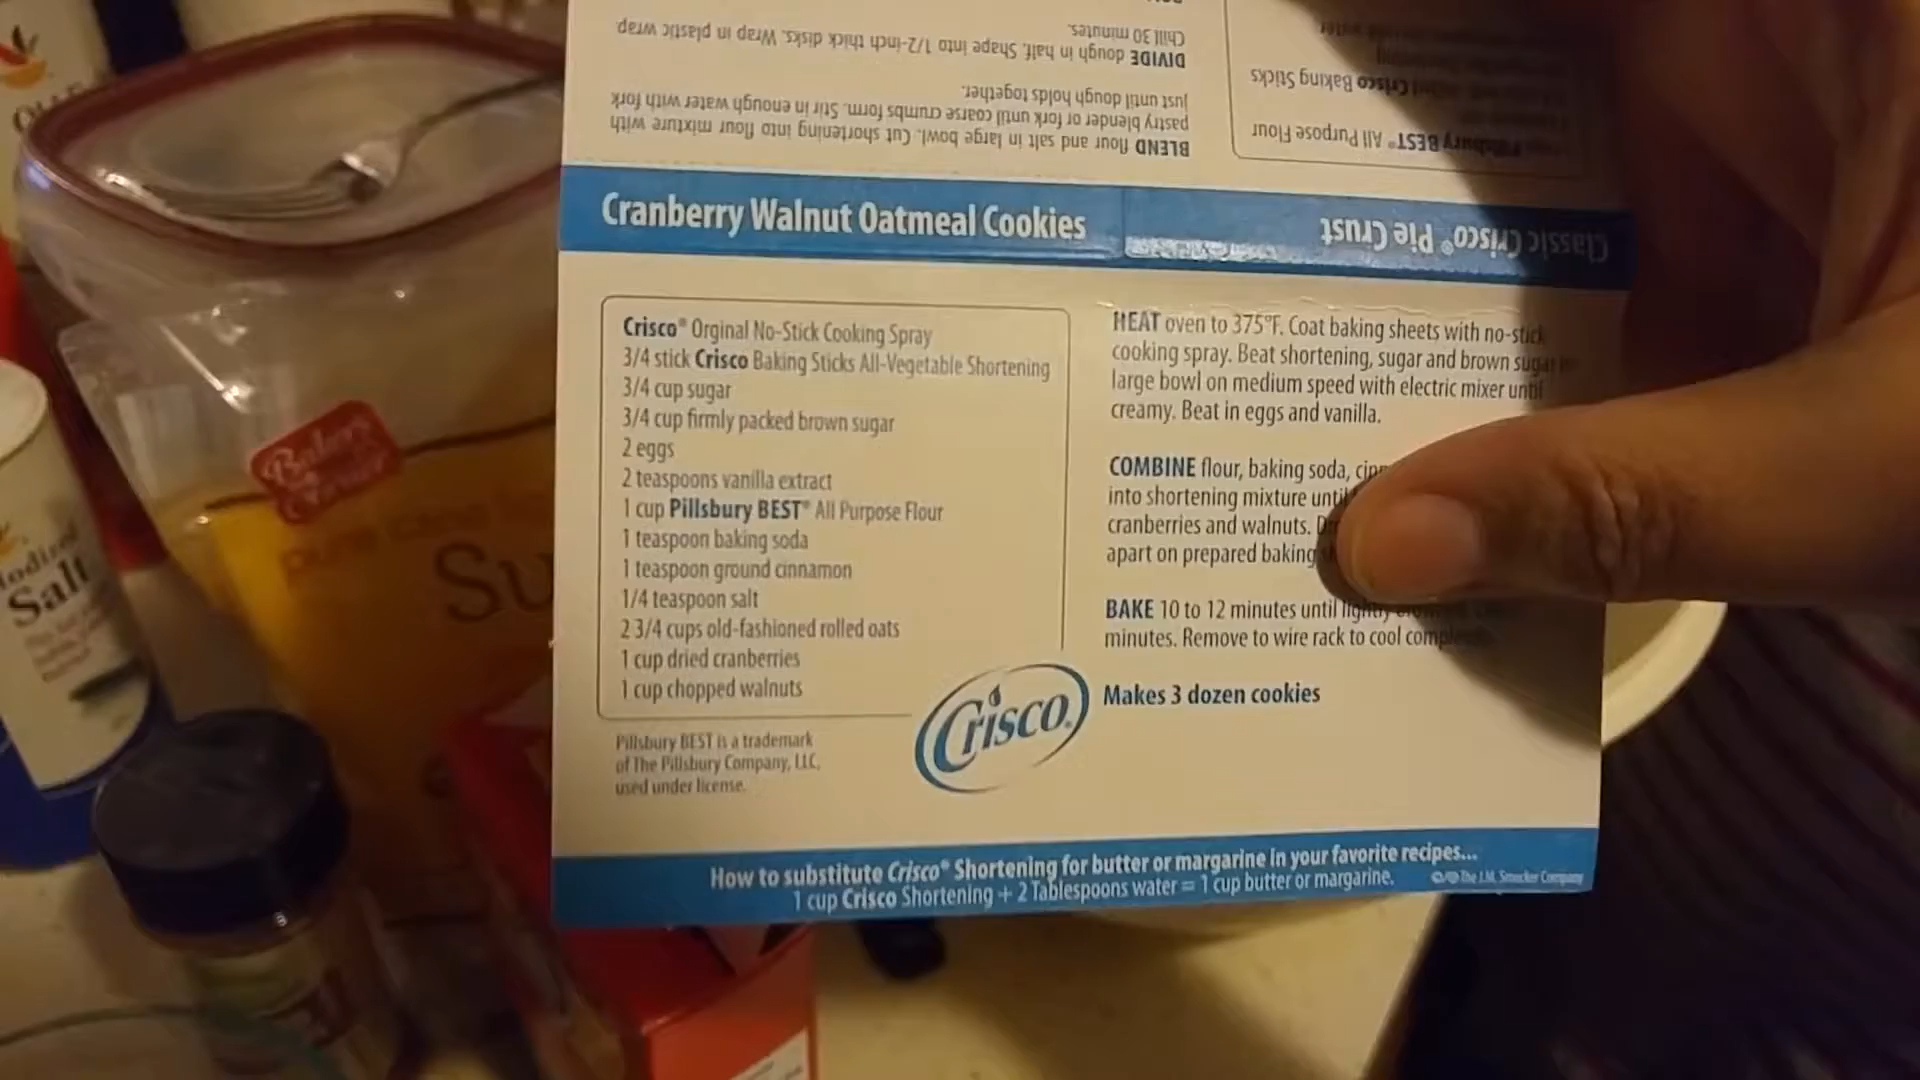 Chill 30 minutes.
DIVIDE dough in half. Shape into 1/2-inch thick disks. Wrap in plastic wrap
just until dough holds together.
pastry blender or fork until coarse crumbs form. Stir in enough water with fork
BLEND flour and salt in large bowl. Cut shortening into flour mixture with
Crisco Baking Sticks
Pillsbury BEST® All Purpose Flour
Cranberry Walnut Oatmeal Cookies
Classic Crisco® Pie Crust
Crisco® Orginal No-Stick Cooking Spray
3/4 stick Crisco Baking Sticks All-Vegetable Shortening
3/4 cup sugar
3/4 cup firmly packed brown sugar
2 eggs
2 teaspoons vanilla extract
1 cup Pillsbury BEST® All Purpose Flour
1 teaspoon baking soda
1 teaspoon ground cinnamon
1/4 teaspoon salt
2 3/4 cups old-fashioned rolled oats
1 cup dried cranberries
1 cup chopped walnuts
Pillsbury BEST is a trademark
of The Pillsbury Company, LLC,
used under license.
Crisco®
HEAT oven to 375°F. Coat baking sheets with no-stick
cooking spray. Beat shortening, sugar and brown sugar
large bowl on medium speed with electric mixer until
creamy. Beat in eggs and vanilla.
COMBINE flour, baking soda,
into shortening mixture until
cranberries and walnuts.
apart on prepared baking
BAKE 10 to 12 minutes until lightly
minutes. Remove to wire rack to cool
Makes 3 dozen cookies
How to substitute Crisco® Shortening for butter or margarine in your favorite recipes...
1 cup Crisco Shortening + 2 Tablespoons water = 1 cup butter or margarine.
©/® The J.M. Smucker Company
Iodized
Salt
Baker's
Corner
pure cane
Su